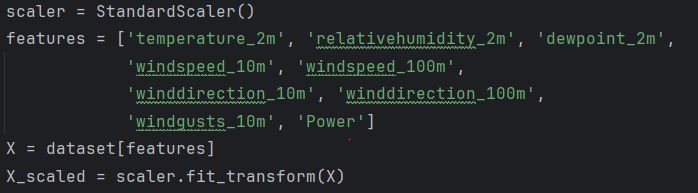 scaler = StandardScaler()
features = ['temperature_2m', 'relativehumidity_2m', 'dewpoint_2m',
            'windspeed_10m', 'windspeed_100m',
            'winddirection_10m', 'winddirection_100m',
            'windgusts_10m', 'Power']
X = dataset[features]
X_scaled = scaler.fit_transform(X)